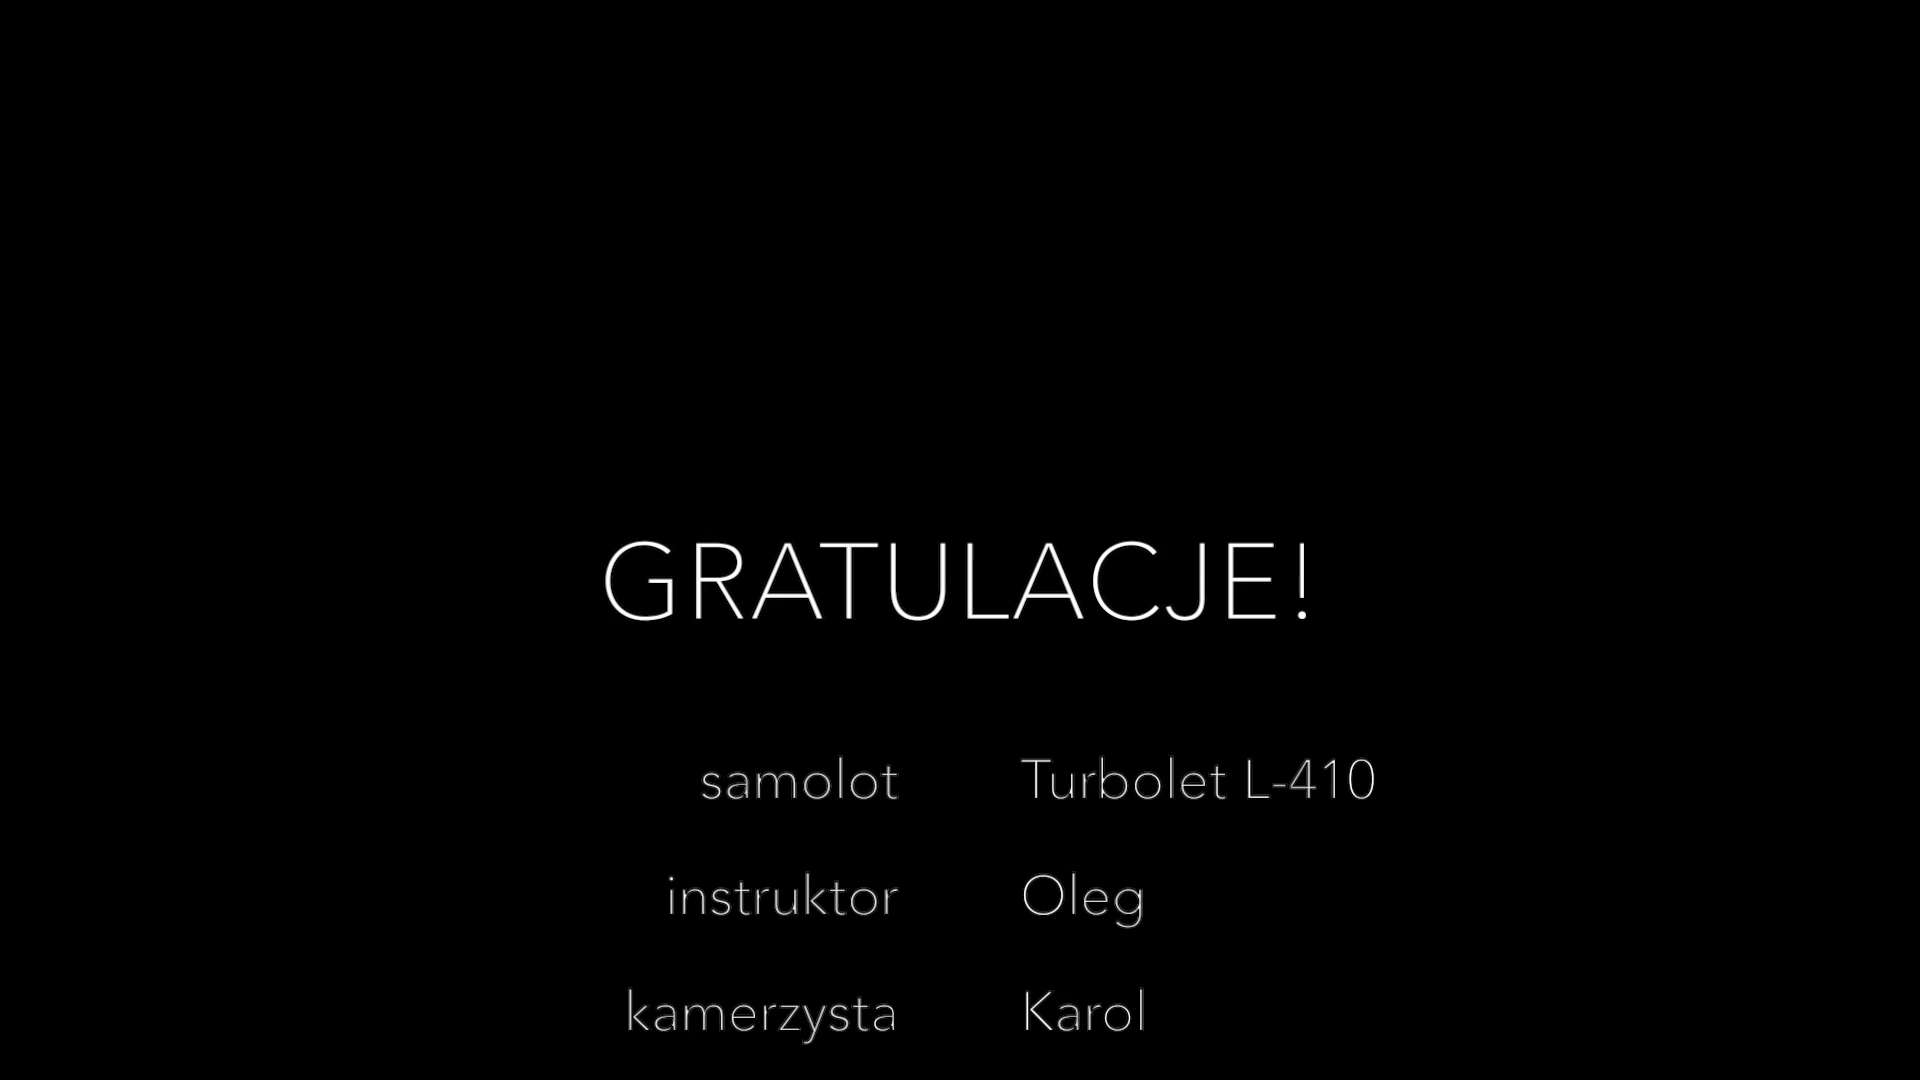 GRATULACJE!
samolot Turbolet L-410
instruktor Oleg
kamerzysta Karol